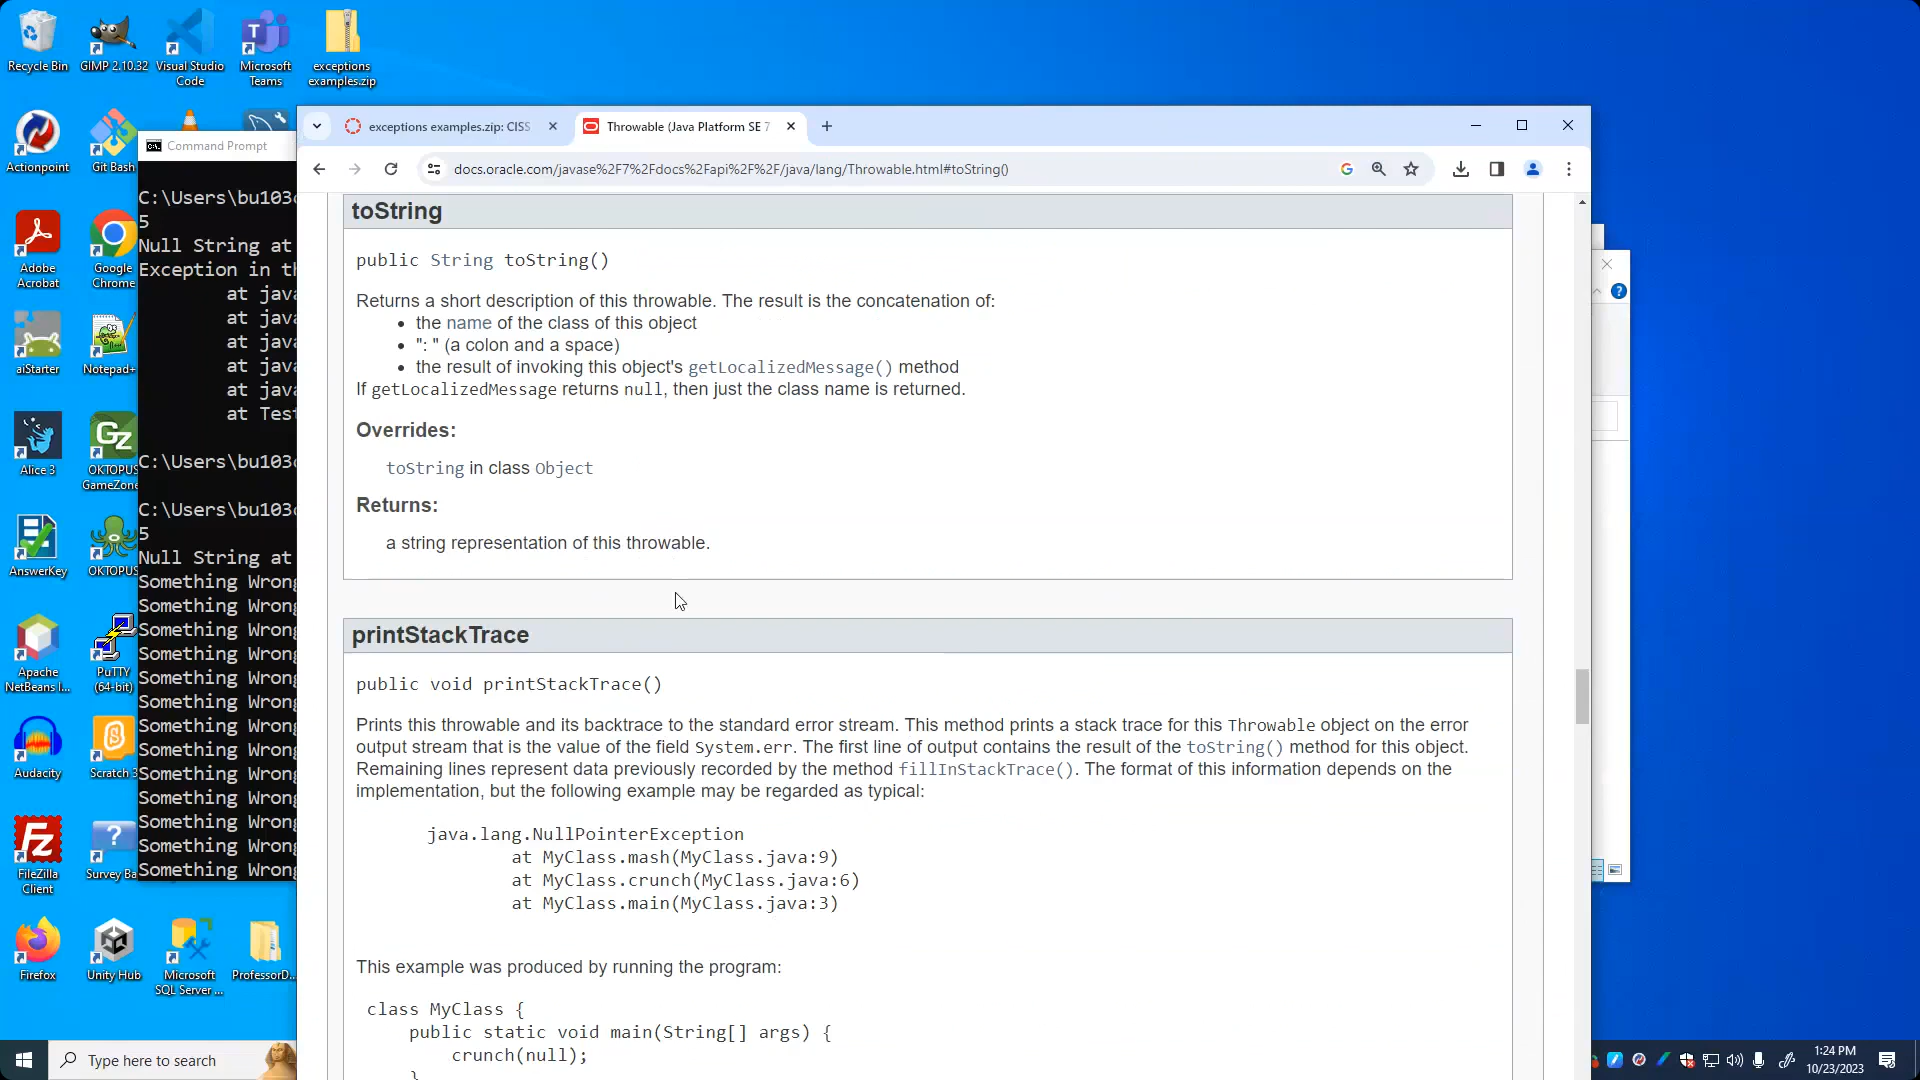 Recycle Bin
GIMP 2.10.32
Visual Studio
Code
Microsoft
Teams
exceptions
examples.zip
Actionpoint
Git Bash
Adobe
Acrobat
Google
Chrome
aiStarter
Notepad+
Alice 3
OKTOPUS
GameZone
AnswerKey
OKTOPUS
Apache
NetBeans I...
PuTTY
(64-bit)
Audacity
Scratch 3
FileZilla
Client
Survey Ba
Firefox
Unity Hub
Microsoft
SQL Server ...
ProfessorD...
Command Prompt
C:\Users\bu103c
5
Null String at
Exception in th
at java
at java
at java
at java
at java
at Test
C:\Users\bu103c
C:\Users\bu103c
5
Null String at
Something Wrong
Something Wrong
Something Wrong
Something Wrong
Something Wrong
Something Wrong
Something Wrong
Something Wrong
Something Wrong
Something Wrong
Something Wrong
Something Wrong
Something Wrong
exceptions examples.zip: CISS
Throwable (Java Platform SE 7
docs.oracle.com/javase%2F7%2Fdocs%2Fapi%2F%2F/java/lang/Throwable.html#toString()
toString
public String toString()
Returns a short description of this throwable. The result is the concatenation of:
• the name of the class of this object
• ": " (a colon and a space)
• the result of invoking this object's getLocalizedMessage() method
If getLocalizedMessage returns null, then just the class name is returned.
Overrides:
toString in class Object
Returns:
a string representation of this throwable.
printStackTrace
public void printStackTrace()
Prints this throwable and its backtrace to the standard error stream. This method prints a stack trace for this Throwable object on the error
output stream that is the value of the field System.err. The first line of output contains the result of the toString() method for this object.
Remaining lines represent data previously recorded by the method fillInStackTrace(). The format of this information depends on the
implementation, but the following example may be regarded as typical:
java.lang.NullPointerException
at MyClass.mash(MyClass.java:9)
at MyClass.crunch(MyClass.java:6)
at MyClass.main(MyClass.java:3)
This example was produced by running the program:
class MyClass {
public static void main(String[] args) {
crunch(null);
}
Type here to search
1:24 PM
10/23/2023